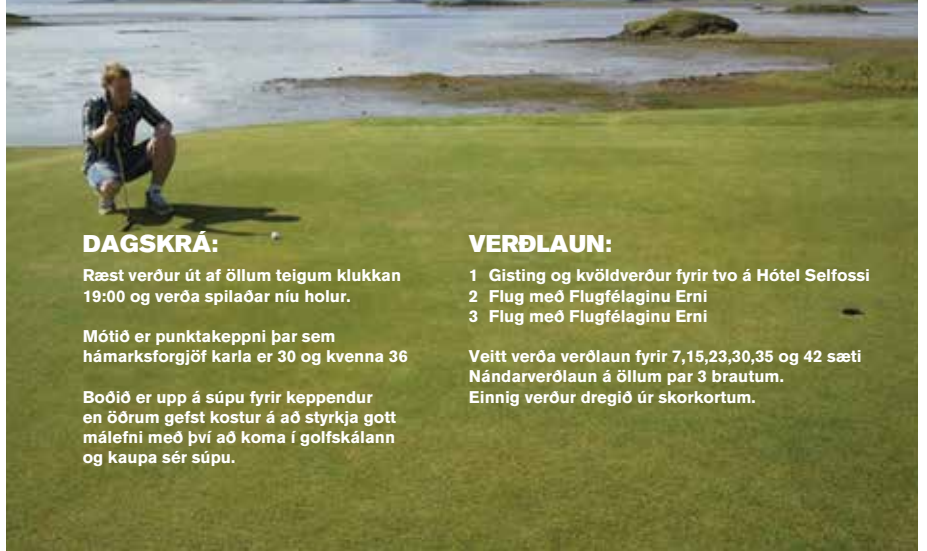 DAGSKRÁ:
Ræst verður út af öllum teigum klukkan
19:00 og verða spilaðar níu holur.
Mótið er punktakeppni þar sem
hámarksforgjöf karla er 30 og kvenna 36
Boðið er upp á súpu fyrir keppendur
en öðrum gefst kostur á að styrkja gott
málefni með því að koma í golfskálann
og kaupa sér súpu.
VERÐLAUN:
1 Gisting og kvöldverður fyrir tvo á Hótel Selfossi
2 Flug með Flugfélaginu Erni
3 Flug með Flugfélaginu Erni
Veitt verða verðlaun fyrir 7,15,23,30,35 og 42 sæti
Nándarverðlaun á öllum par 3 brautum.
Einnig verður dregið úr skorkortum.